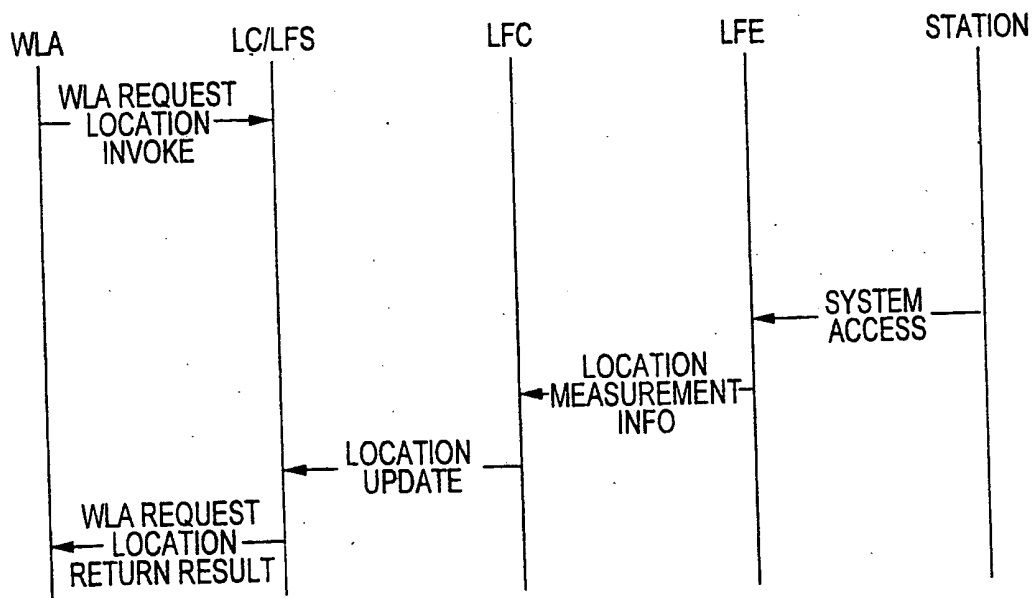 WLA LC/LFS LFC LFE STATION
WLA REQUEST
LOCATION
INVOKE
SYSTEM
ACCESS
LOCATION
MEASUREMENT
INFO
LOCATION
UPDATE
WLA REQUEST
LOCATION
RETURN RESULT